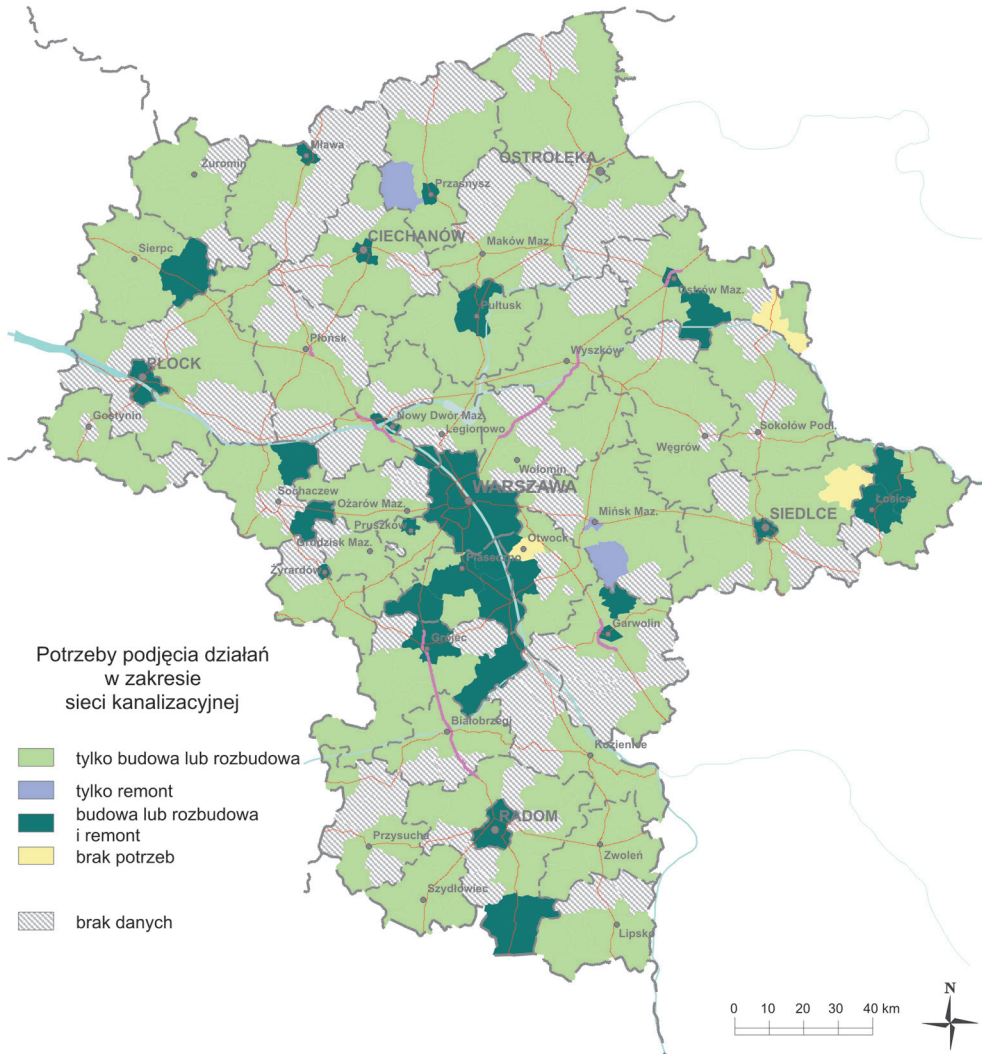 Mława
Żuromin
OSTROŁĘKA
Przasnysz
CIECHANÓW
Maków Maz.
Sierpc
Ostrów Maz.
Pułtusk
Płońsk
Wyszków
PŁOCK
Gostynin
Nowy Dwór Maz.
Legionowo
Węgrów
Sokołów Podl.
Wołomin
WARSZAWA
Sochaczew
Ożarów Maz.
Łosice
Pruszków
Mińsk Maz.
SIEDLCE
Grodzisk Maz.
Otwock
Piaseczno
Żyrardów
Garwolin
Grójec
Potrzeby podjęcia działań
w zakresie
sieci kanalizacyjnej
Białobrzegi
Kozienice
tylko budowa lub rozbudowa
tylko remont
budowa lub rozbudowa
i remont
brak potrzeb
brak danych
RADOM
Przysucha
Zwoleń
Szydłowiec
Lipsko
N
0 10 20 30 40 km